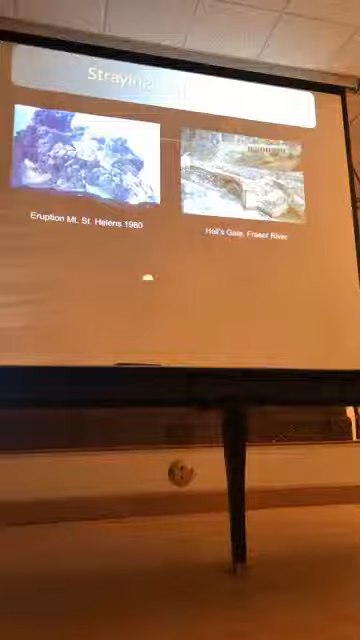 Straying
Eruption Mt. St. Helens 1980
Hell's Gate, Fraser River